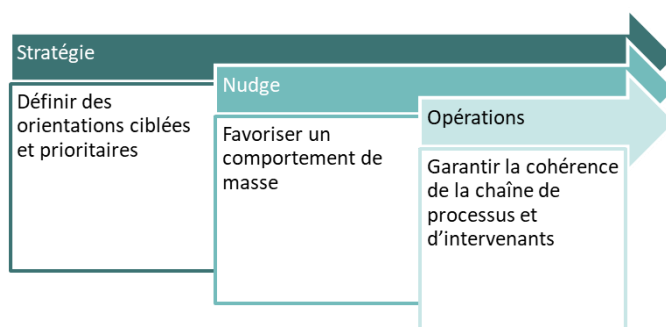 Stratégie
Définir des
orientations ciblées
et prioritaires
Nudge
Favoriser un
comportement de
masse
Opérations
Garantir la cohérence
de la chaîne de
processus et
d’intervenants